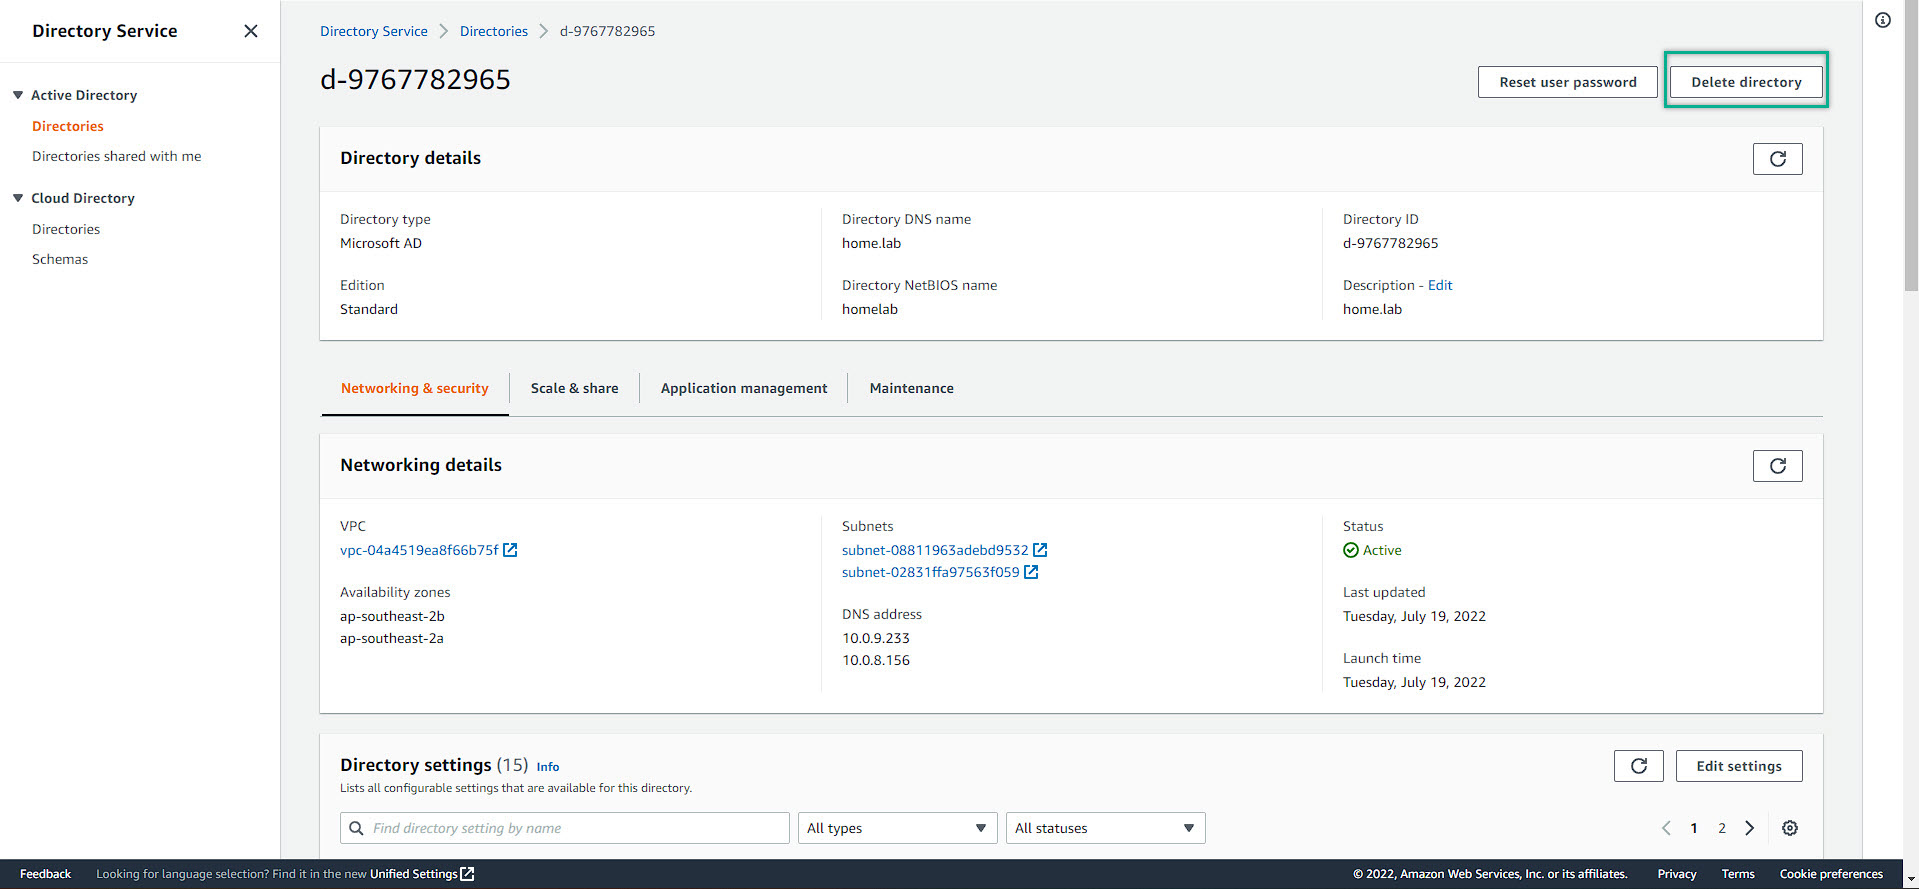 Directory Service
Active Directory
Directories
Directories shared with me
Cloud Directory
Directories
Schemas
Directory Service
Directories
d-9767782965
d-9767782965
Reset user password
Delete directory
Directory details
Directory type
Microsoft AD
Edition
Standard
Directory DNS name
home.lab
Directory NetBIOS name
homelab
Directory ID
d-9767782965
Description - Edit
home.lab
Networking & security
Scale & share
Application management
Maintenance
Networking details
VPC
vpc-04a4519ea8f66b75f
Availability zones
ap-southeast-2b
ap-southeast-2a
Subnets
subnet-08811963adebd9532
subnet-02831ffa97563f059
DNS address
10.0.9.233
10.0.8.156
Status
Active
Last updated
Tuesday, July 19, 2022
Launch time
Tuesday, July 19, 2022
Directory settings (15) Info
Lists all configurable settings that are available for this directory.
Edit settings
Find directory setting by name
All types
All statuses
1 2
Feedback
Looking for language selection? Find it in the new Unified Settings
© 2022, Amazon Web Services, Inc. or its affiliates.
Privacy
Terms
Cookie preferences